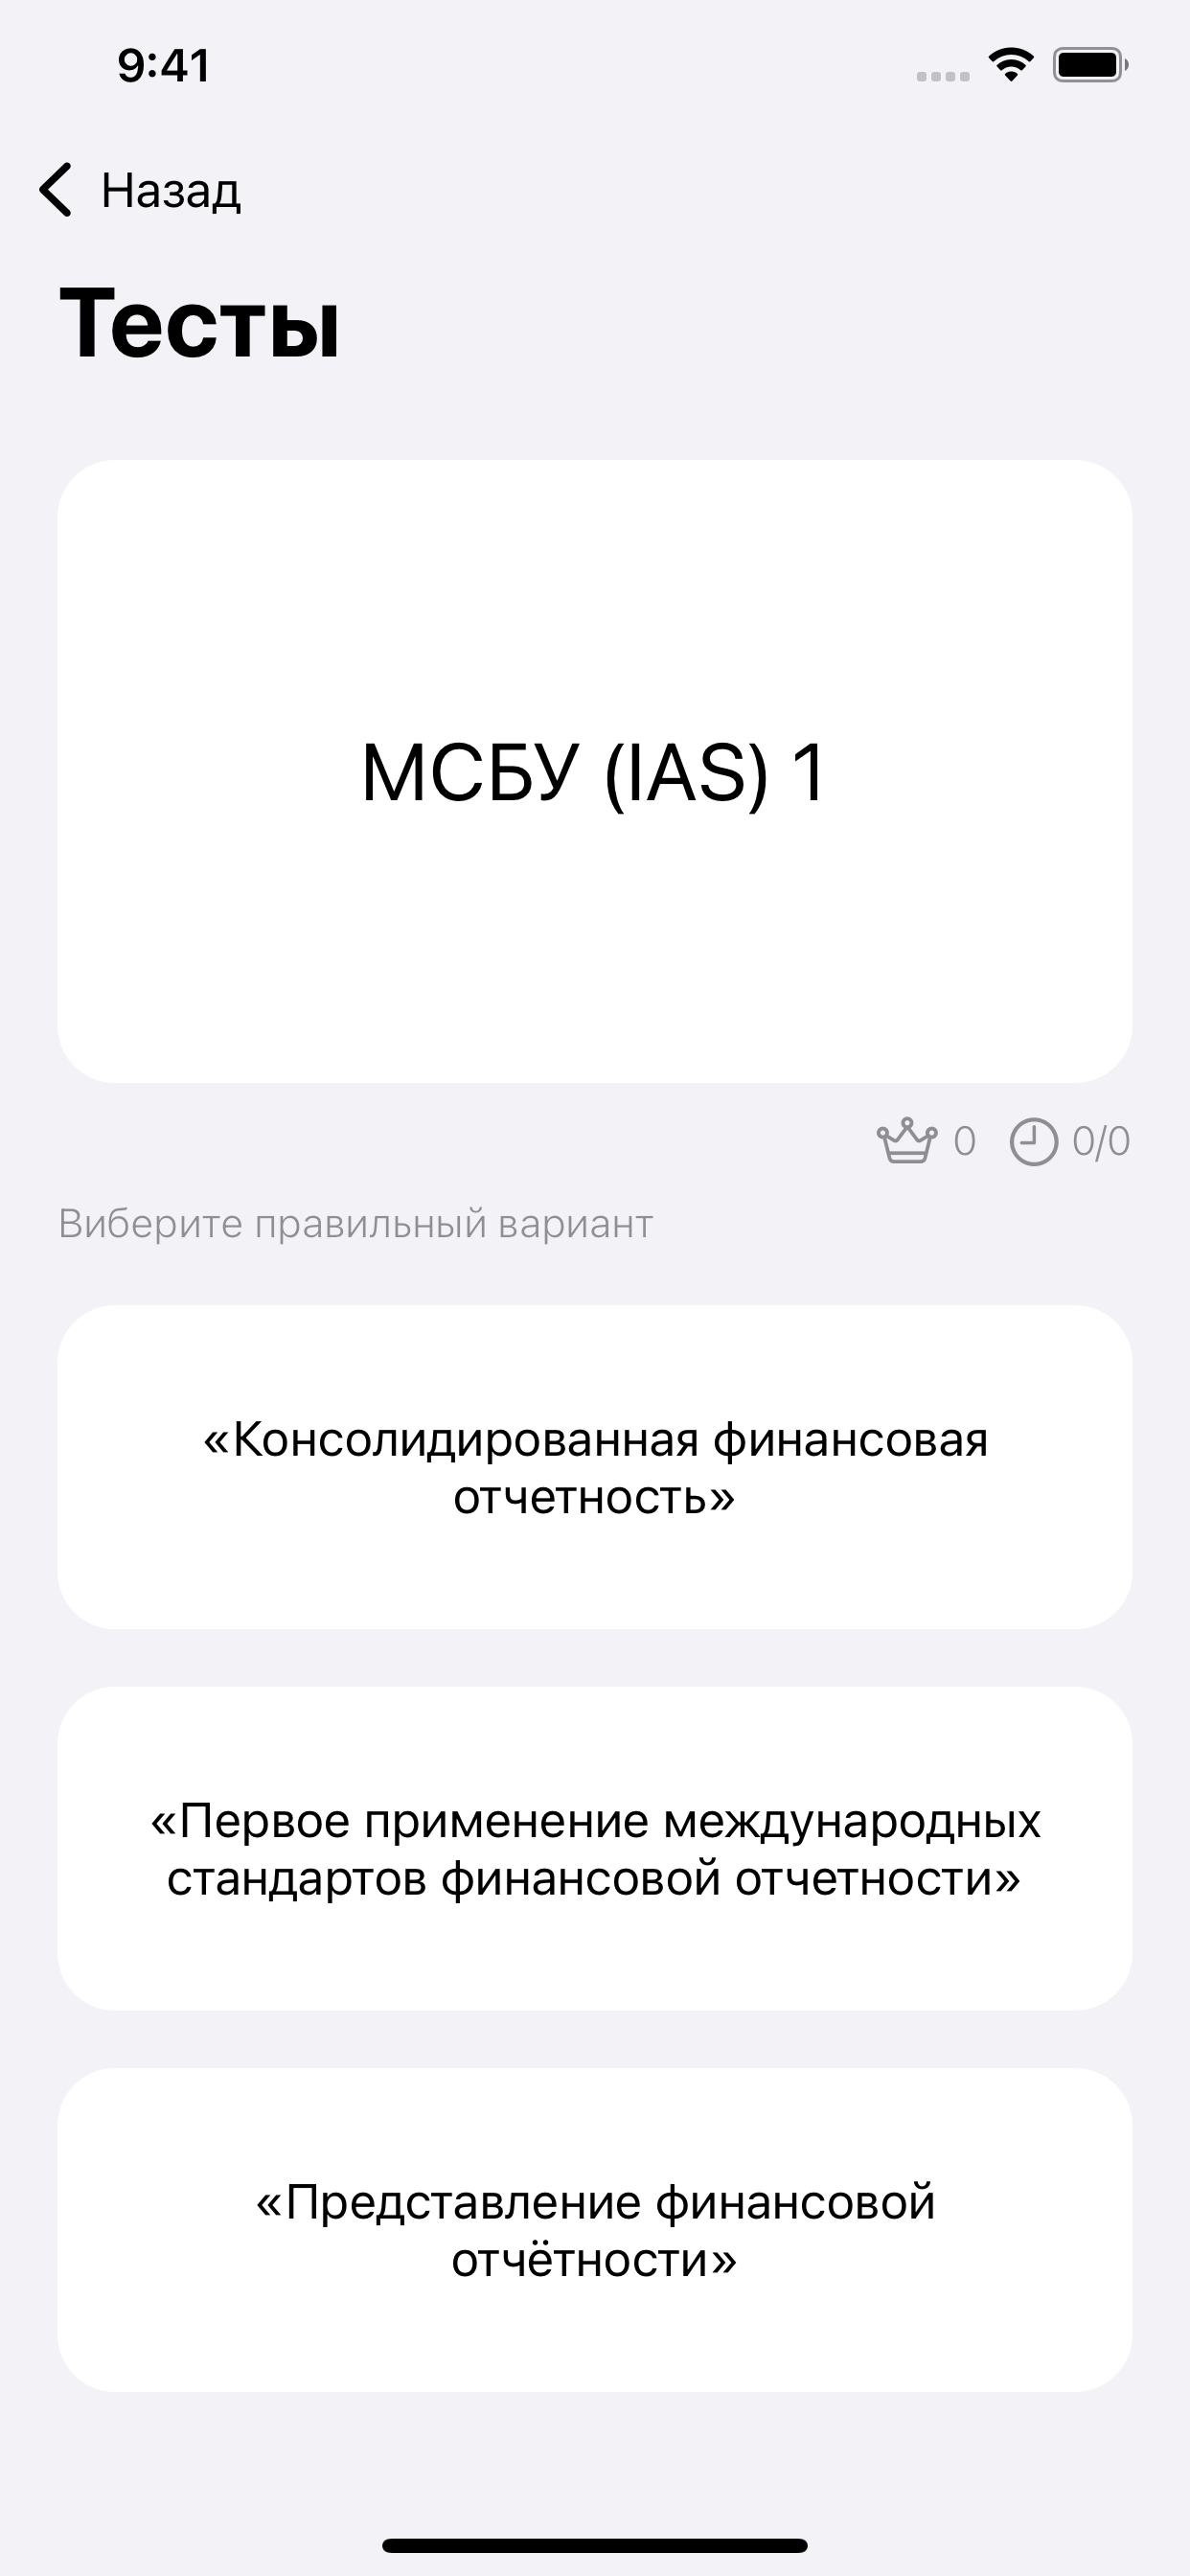 9:41
Назад
Тесты
МСБУ (IAS) 1
0 0/0
Виберите правильный вариант
«Консолидированная финансовая
отчетность»
«Первое применение международных
стандартов финансовой отчетности»
«Представление финансовой
отчётности»